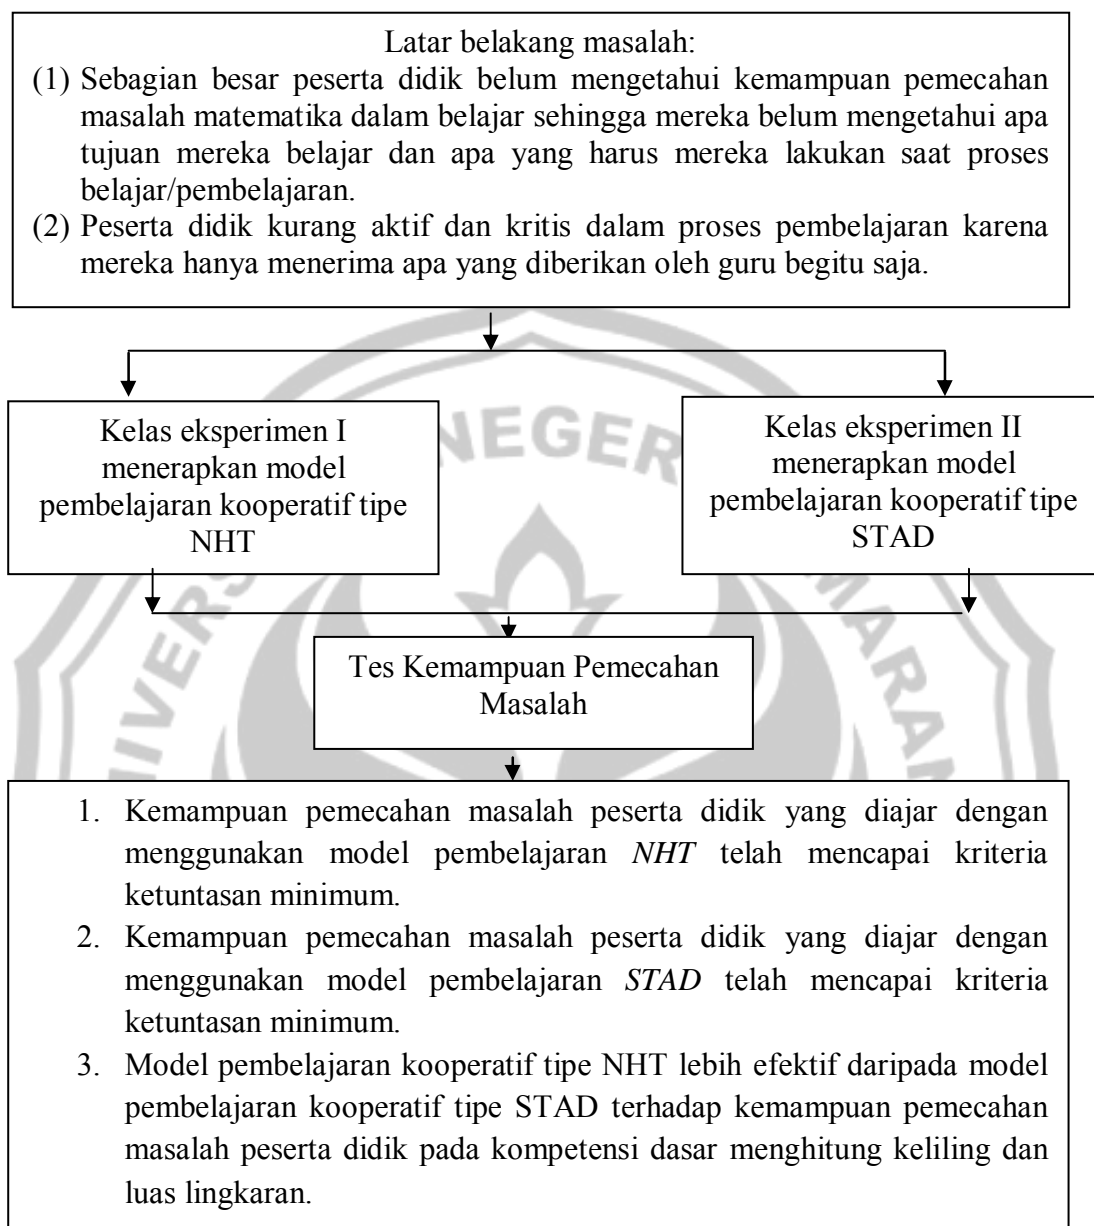 Latar belakang masalah:
(1) Sebagian besar peserta didik belum mengetahui kemampuan pemecahan
masalah matematika dalam belajar sehingga mereka belum mengetahui apa
tujuan mereka belajar dan apa yang harus mereka lakukan saat proses
belajar/pembelajaran.
(2) Peserta didik kurang aktif dan kritis dalam proses pembelajaran karena
mereka hanya menerima apa yang diberikan oleh guru begitu saja.
Kelas eksperimen I
menerapkan model
pembelajaran kooperatif tipe
NHT
Kelas eksperimen II
menerapkan model
pembelajaran kooperatif tipe
STAD
Tes Kemampuan Pemecahan
Masalah
1. Kemampuan pemecahan masalah peserta didik yang diajar dengan
menggunakan model pembelajaran NHT telah mencapai kriteria
ketuntasan minimum.
2. Kemampuan pemecahan masalah peserta didik yang diajar dengan
menggunakan model pembelajaran STAD telah mencapai kriteria
ketuntasan minimum.
3. Model pembelajaran kooperatif tipe NHT lebih efektif daripada model
pembelajaran kooperatif tipe STAD terhadap kemampuan pemecahan
masalah peserta didik pada kompetensi dasar menghitung keliling dan
luas lingkaran.